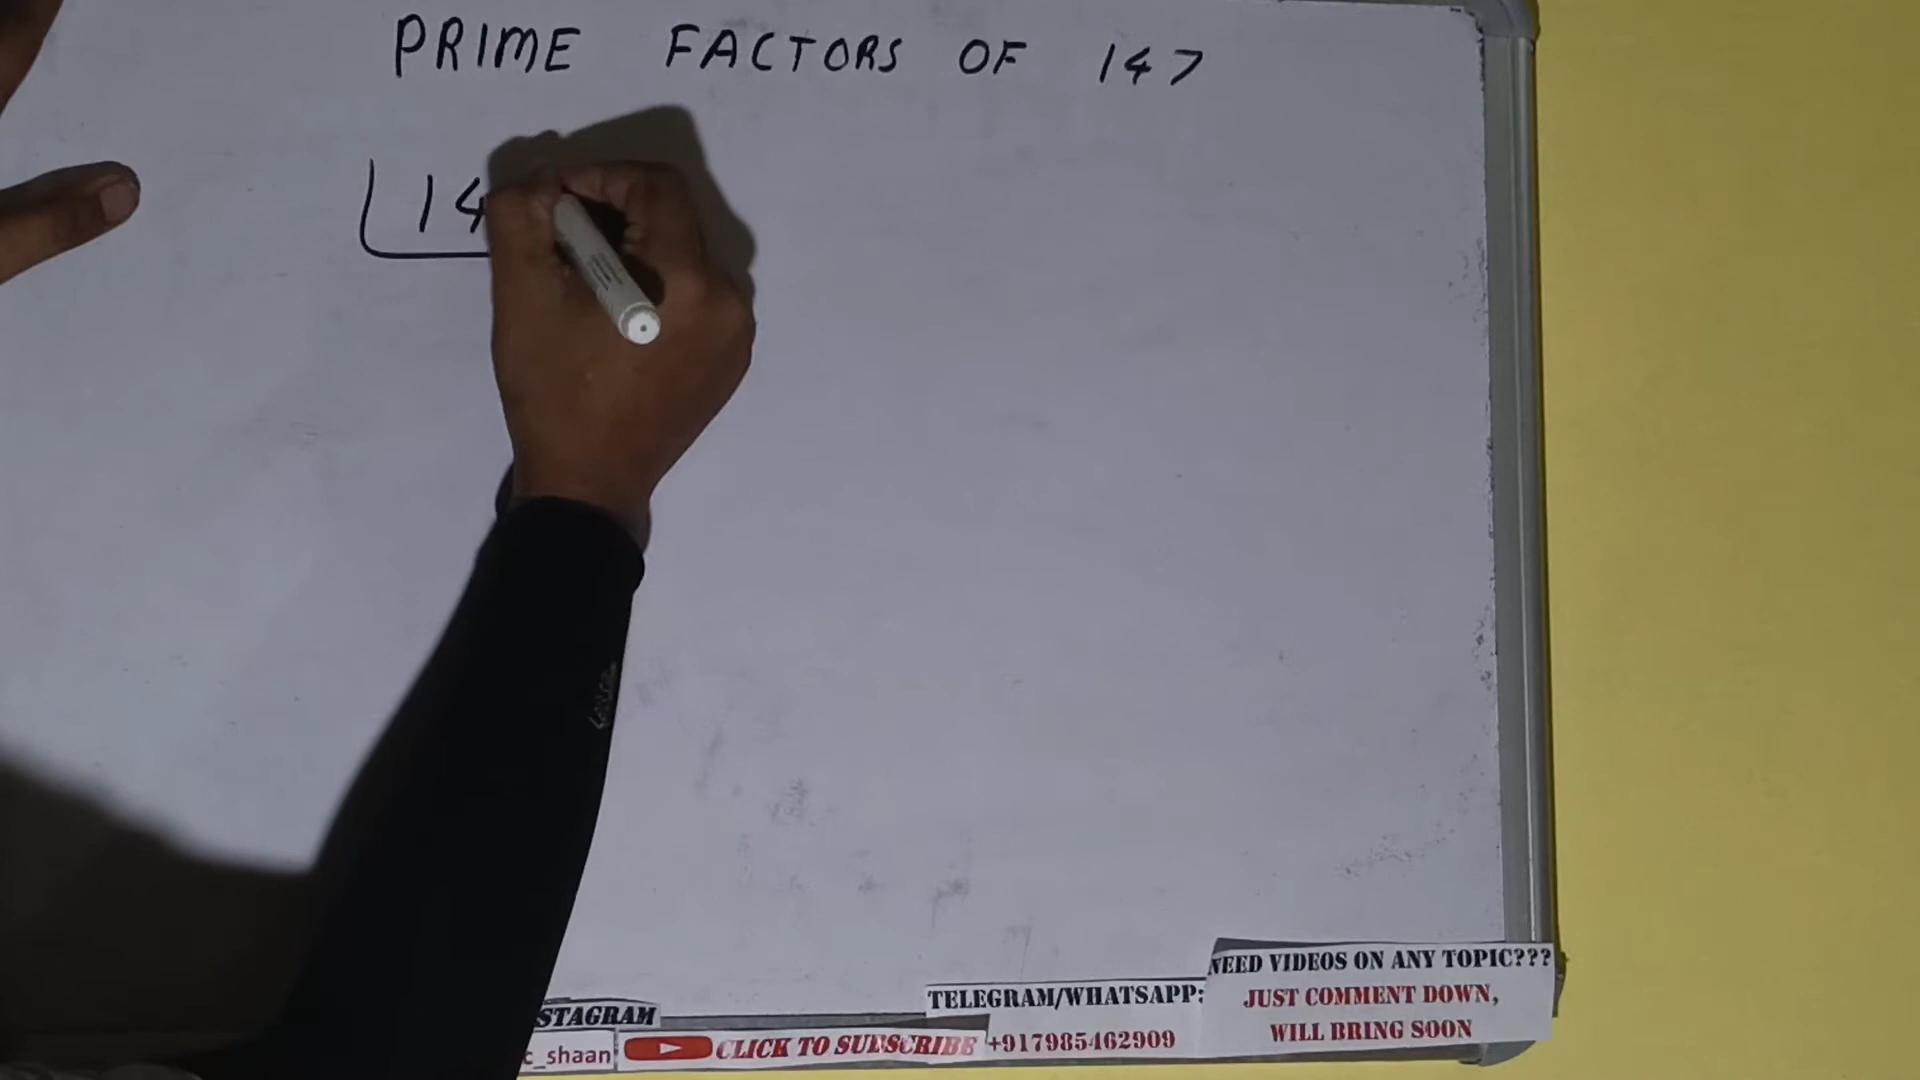 PRIME FACTORS OF 147
14
NEED VIDEOS ON ANY TOPIC???
JUST COMMENT DOWN,
WILL BRING SOON
TELEGRAM/WHATSAPP:
+917985462909
STAGRAM
c_shaan
CLICK TO SUBSCRIBE